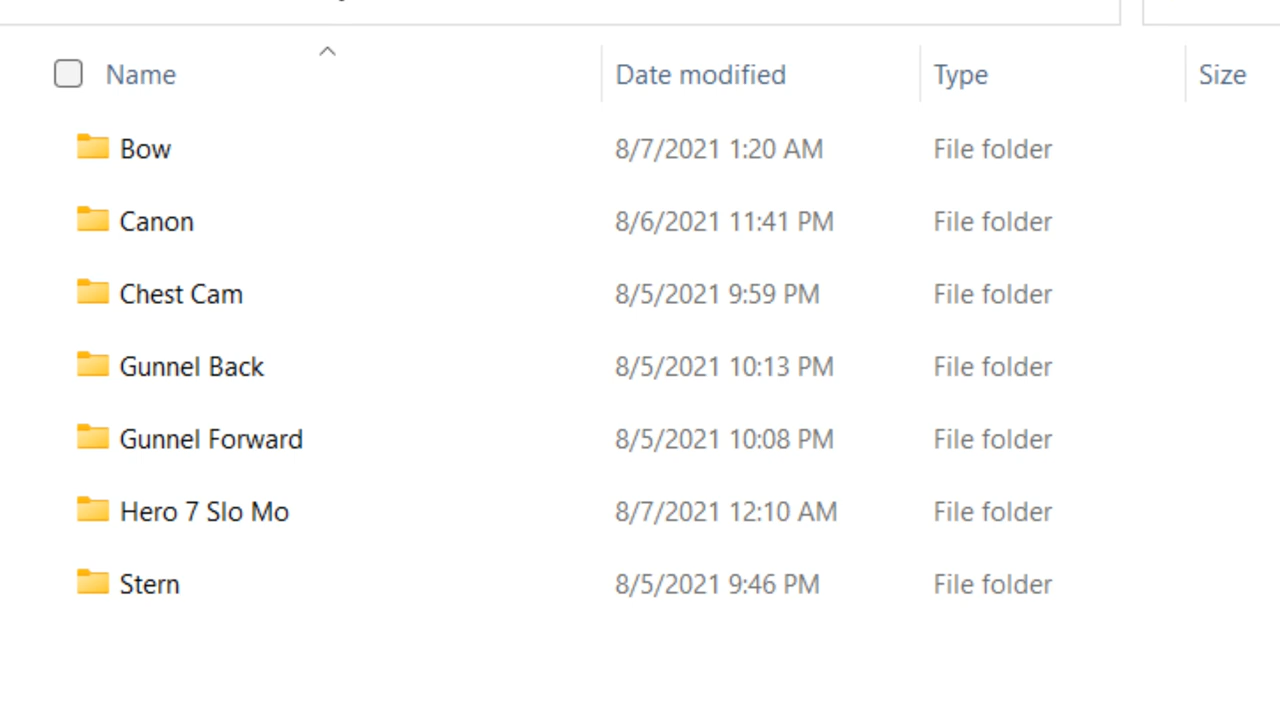 Name Date modified Type Size
Bow 8/7/2021 1:20 AM File folder
Canon 8/6/2021 11:41 PM File folder
Chest Cam 8/5/2021 9:59 PM File folder
Gunnel Back 8/5/2021 10:13 PM File folder
Gunnel Forward 8/5/2021 10:08 PM File folder
Hero 7 Slo Mo 8/7/2021 12:10 AM File folder
Stern 8/5/2021 9:46 PM File folder